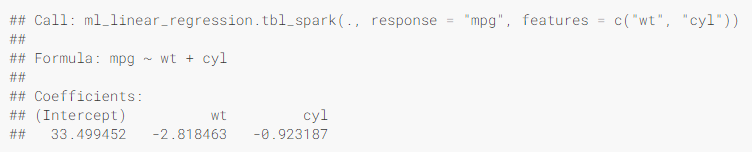 ## Call: ml_linear_regression.tbl_spark(., response = "mpg", features = c("wt", "cyl"))
##
## Formula: mpg ~ wt + cyl
##
## Coefficients:
## (Intercept)          wt         cyl
##   33.499452   -2.818463   -0.923187